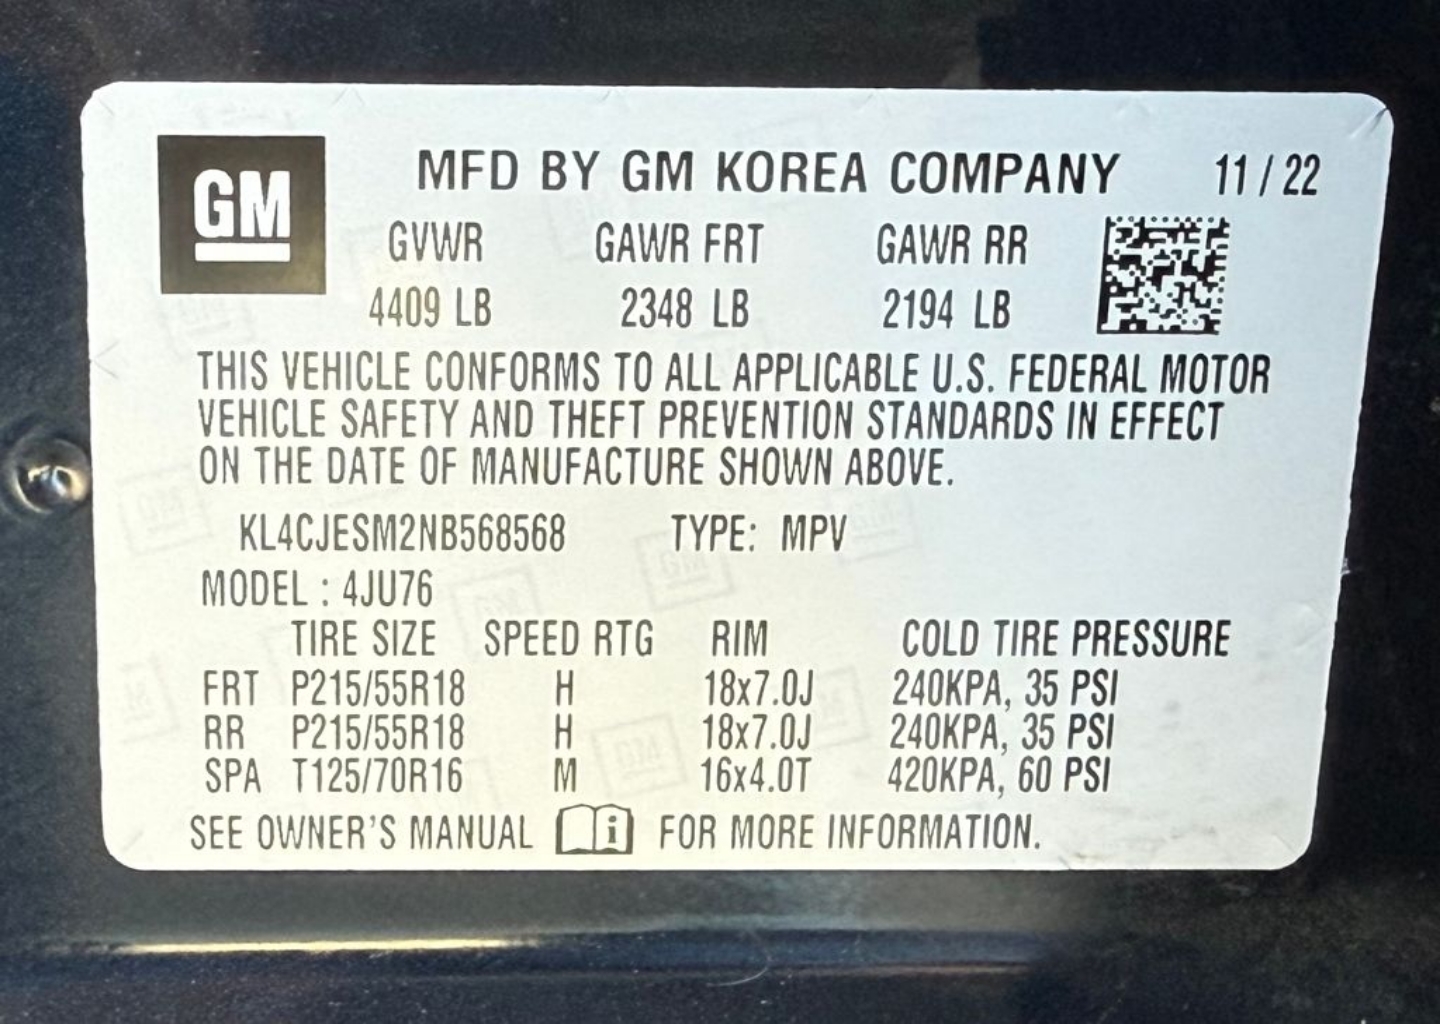 GM
MFD BY GM KOREA COMPANY 11 / 22
GVWR GAWR FRT GAWR RR
4409 LB 2348 LB 2194 LB
THIS VEHICLE CONFORMS TO ALL APPLICABLE U.S. FEDERAL MOTOR
VEHICLE SAFETY AND THEFT PREVENTION STANDARDS IN EFFECT
ON THE DATE OF MANUFACTURE SHOWN ABOVE.
KL4CJESM2NB568568 TYPE: MPV
MODEL : 4JU76
TIRE SIZE SPEED RTG RIM COLD TIRE PRESSURE
FRT P215/55R18 H 18x7.0J 240KPA, 35 PSI
RR P215/55R18 H 18x7.0J 240KPA, 35 PSI
SPA T125/70R16 M 16x4.0T 420KPA, 60 PSI
SEE OWNER'S MANUAL i FOR MORE INFORMATION.